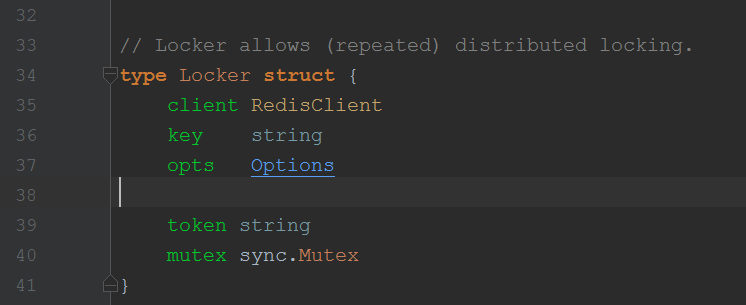 32
33 // Locker allows (repeated) distributed locking.
34 type Locker struct {
35 client RedisClient
36 key string
37 opts Options
38
39 token string
40 mutex sync.Mutex
41 }